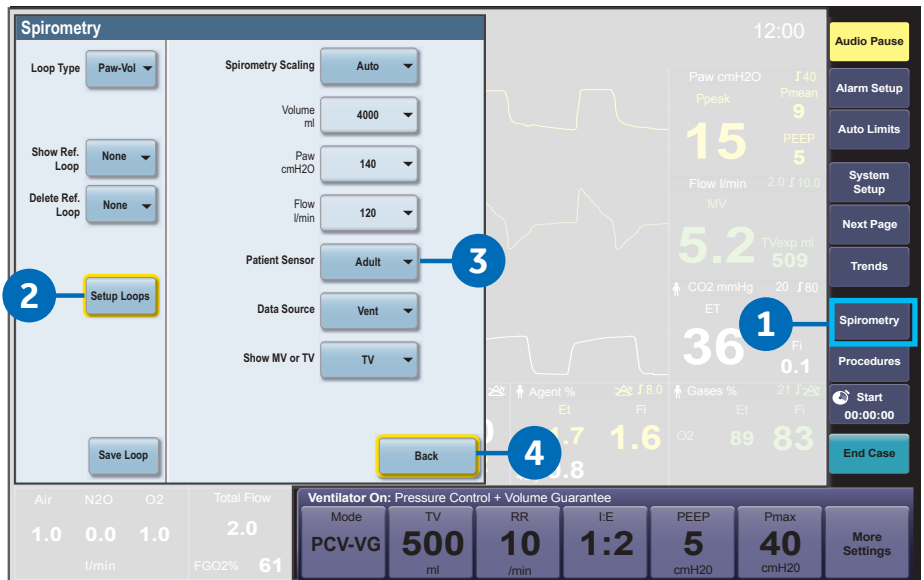 Spirometry
Loop Type
Paw-Vol
Show Ref.
Loop
None
Delete Ref.
Loop
None
2
Setup Loops
Save Loop
Spirometry Scaling
Auto
Volume
ml
4000
Paw
cmH2O
140
Flow
l/min
120
Patient Sensor
Adult
3
Data Source
Vent
Show MV or TV
TV
Back
4
12:00
Paw cmH2O
40
Ppeak
Pmean
15
9
PEEP
5
Flow l/min
2.0
10.0
MV
5.2
TVexp ml
509
CO2 mmHg
20
80
ET
36
Fi
0.1
Agent %
8.0
Et
Fi
.7
1.6
.8
Gases %
21
Et
Fi
O2
89
83
Audio Pause
Alarm Setup
Auto Limits
System
Setup
Next Page
Trends
1
Spirometry
Procedures
Start
00:00:00
End Case
Air
N2O
O2
1.0
0.0
1.0
l/min
Total Flow
2.0
FGO2%
61
Ventilator On: Pressure Control + Volume Guarantee
Mode
PCV-VG
TV
500
ml
RR
10
/min
I:E
1:2
PEEP
5
cmH20
Pmax
40
cmH20
More
Settings